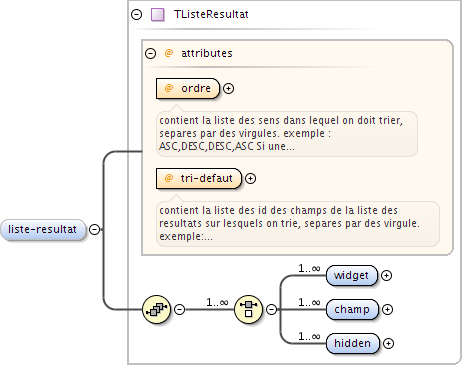 TListeResultat
@ attributes
@ ordre
contient la liste des sens dans lequel on doit trier,
separes par des virgules. exemple :
ASC,DESC,DESC,ASC Si une...
@ tri-defaut
contient la liste des id des champs de la liste des
resultats sur lesquels on trie, separes par des virgule.
exemple:...
liste-resultat
1..∞
1..∞ widget
1..∞ champ
1..∞ hidden